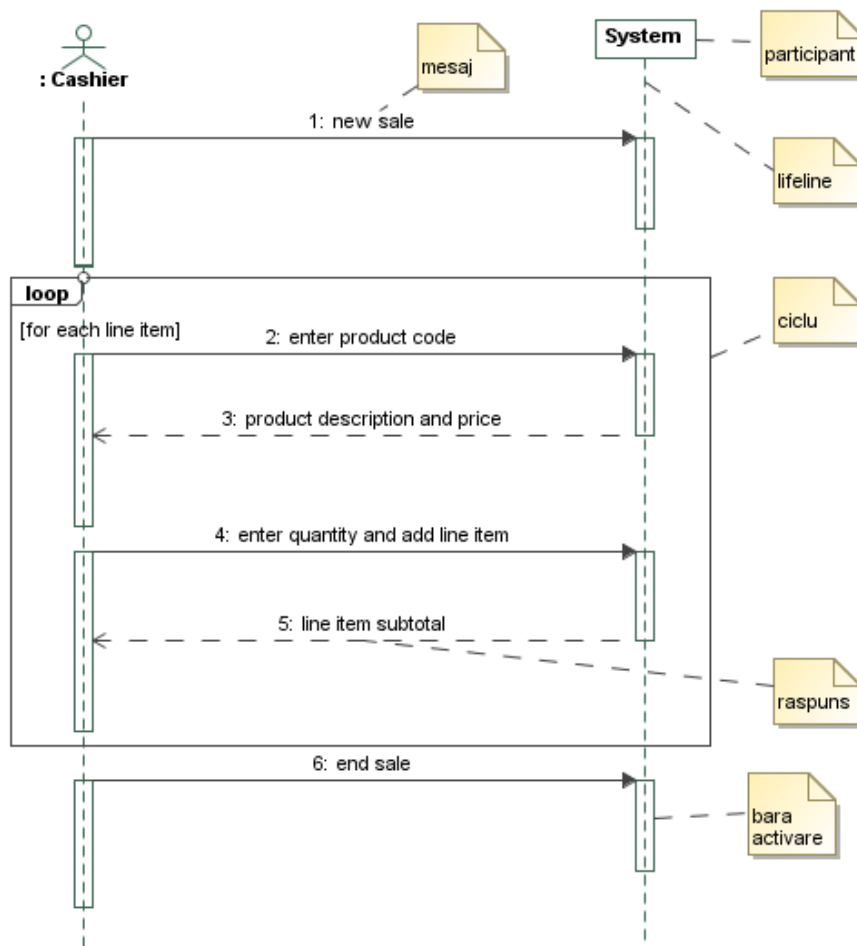 System
participant
mesaj
: Cashier
1: new sale
lifeline
loop
[for each line item]
ciclu
2: enter product code
3: product description and price
4: enter quantity and add line item
5: line item subtotal
raspuns
6: end sale
bara
activare